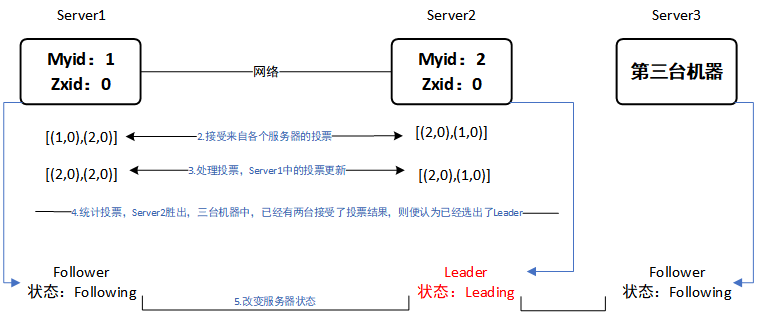 Server1
Server2
Server3
Myid：1
Zxid：0
网络
Myid：2
Zxid：0
第三台机器
[(1,0),(2,0)]
2.接受来自各个服务器的投票
[(2,0),(1,0)]
[(2,0),(2,0)]
3.处理投票，Server1中的投票更新
[(2,0),(1,0)]
4.统计投票，Server2胜出，三台机器中，已经有两台接受了投票结果，则便认为已经选出了Leader
Follower
状态：Following
5.改变服务器状态
Leader
状态：Leading
Follower
状态：Following